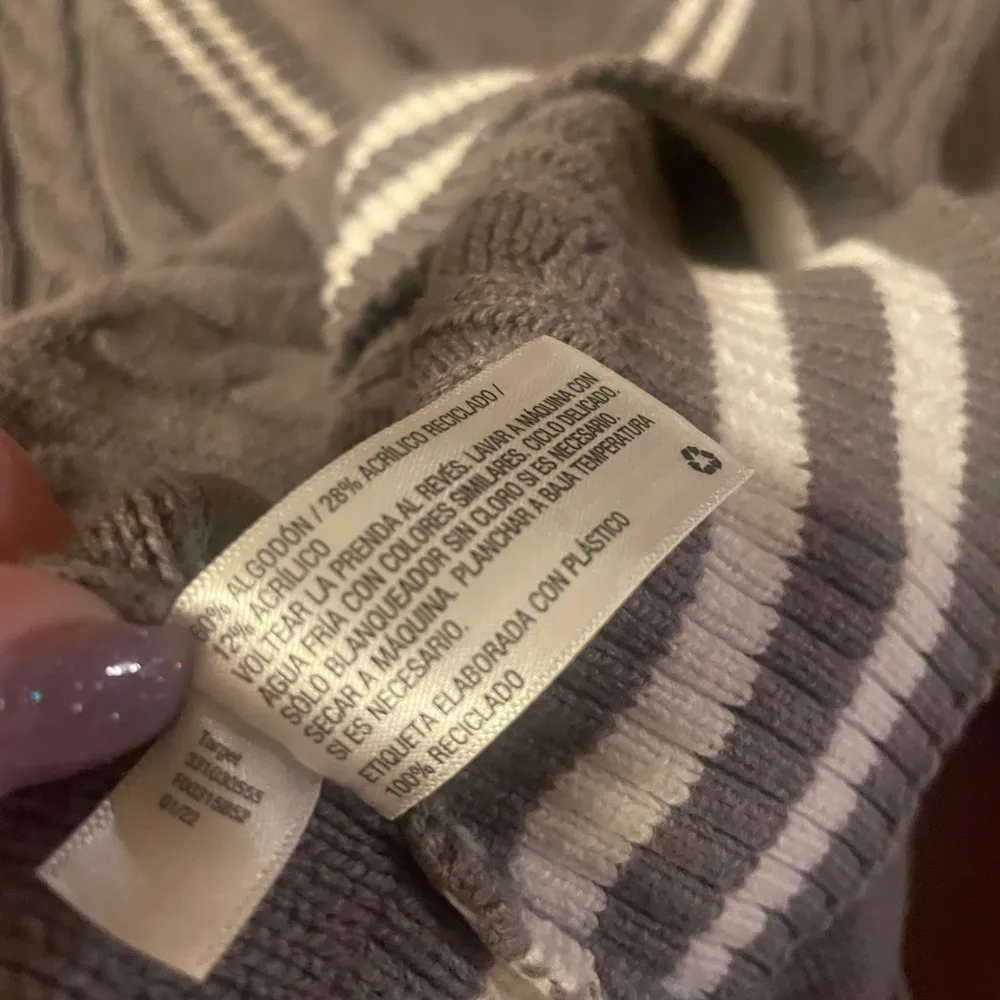 60% ALGODÓN / 28% ACRÍLICO RECICLADO /
12% ACRÍLICO
VOLTEAR LA PRENDA AL REVÉS. LAVAR A MÁQUINA CON
AGUA FRÍA CON COLORES SIMILARES. CICLO DELICADO.
SÓLO BLANQUEADOR SIN CLORO SI ES NECESARIO.
SECAR A MÁQUINA. PLANCHAR A BAJA TEMPERATURA
SI ES NECESARIO.
ETIQUETA ELABORADA CON PLÁSTICO
100% RECICLADO
Target
331030553
01/22